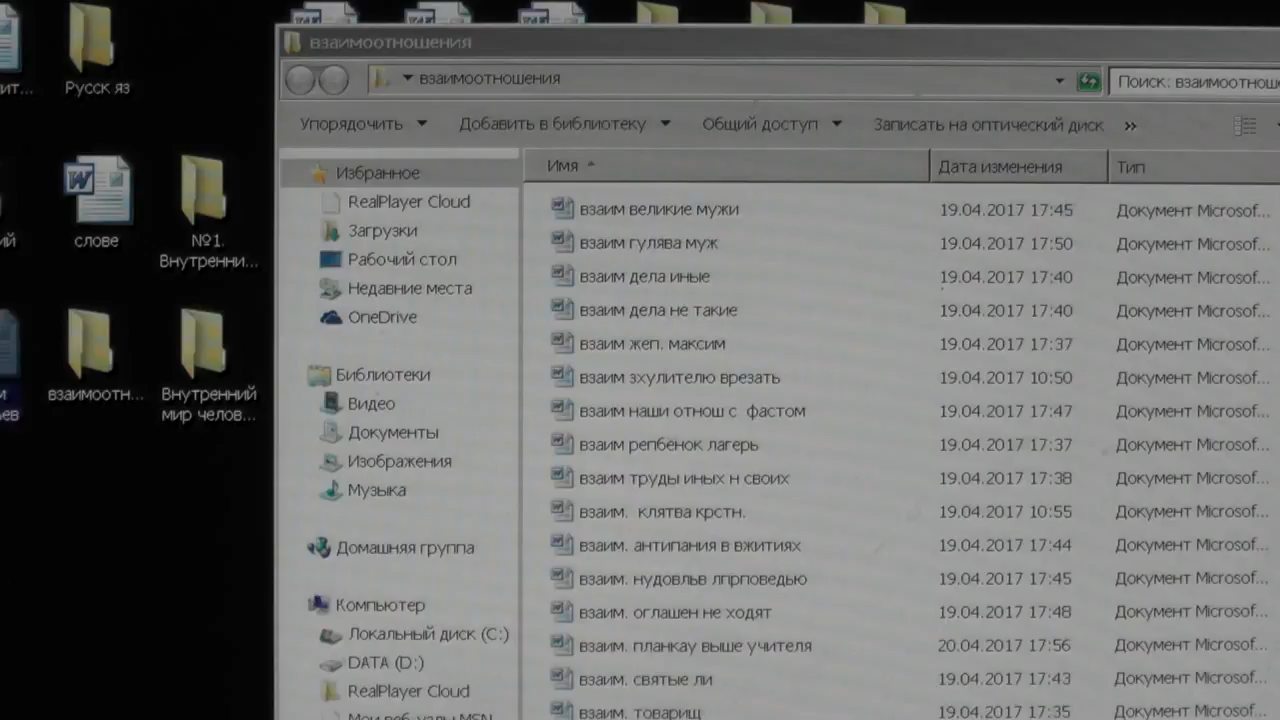 ит...
Русск яз
ий
слове
№1.
Внутренни...
м
ьев
взаимоотн...
Внутренний
мир челов...
взаимоотношения
взаимоотношения
Поиск: взаимоотнош
Упорядочить
Добавить в библиотеку
Общий доступ
Записать на оптический диск
»
Избранное
RealPlayer Cloud
Загрузки
Рабочий стол
Недавние места
OneDrive
Библиотеки
Видео
Документы
Изображения
Музыка
Домашняя группа
Компьютер
Локальный диск (C:)
DATA (D:)
RealPlayer Cloud
Мои веб-узлы MSN
Имя Дата изменения Тип
взаим великие мужи 19.04.2017 17:45 Документ Microsof...
взаим гулява муж 19.04.2017 17:50 Документ Microsof...
взаим дела иные 19.04.2017 17:40 Документ Microsof...
взаим дела не такие 19.04.2017 17:40 Документ Microsof...
взаим жеп. максим 19.04.2017 17:37 Документ Microsof...
взаим зхулителю врезать 19.04.2017 10:50 Документ Microsof...
взаим наши отнош с фастом 19.04.2017 17:47 Документ Microsof...
взаим репбенок лагерь 19.04.2017 17:37 Документ Microsof...
взаим труды иных н своих 19.04.2017 17:38 Документ Microsof...
взаим. клятва крстн. 19.04.2017 10:55 Документ Microsof...
взаим. антипания в вжитиях 19.04.2017 17:44 Документ Microsof...
взаим. нудовльв лпрповедью 19.04.2017 17:45 Документ Microsof...
взаим. оглашен не ходят 19.04.2017 17:48 Документ Microsof...
взаим. планкау выше учителя 20.04.2017 17:56 Документ Microsof...
взаим. святые ли 19.04.2017 17:43 Документ Microsof...
взаим. товарищ 19.04.2017 17:35 Документ Microsof...